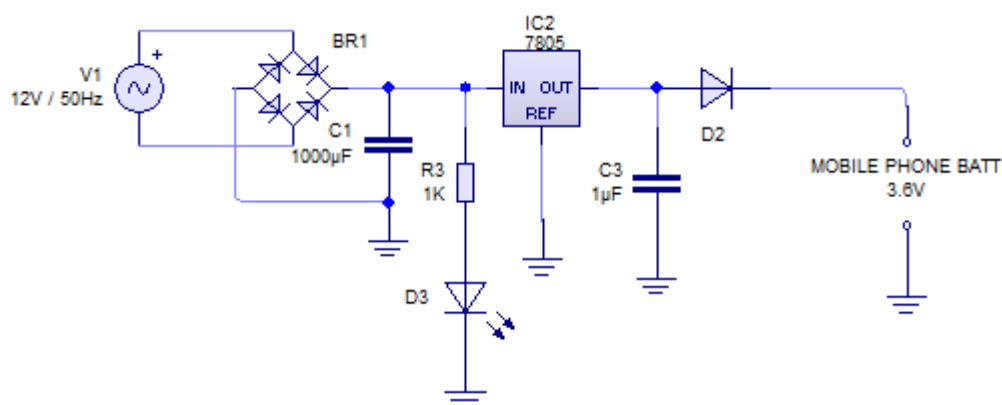 V1
12V / 50Hz
+
BR1
C1
1000µF
R3
1K
D3
IC2
7805
IN OUT
REF
C3
1µF
D2
MOBILE PHONE BATT
3.6V